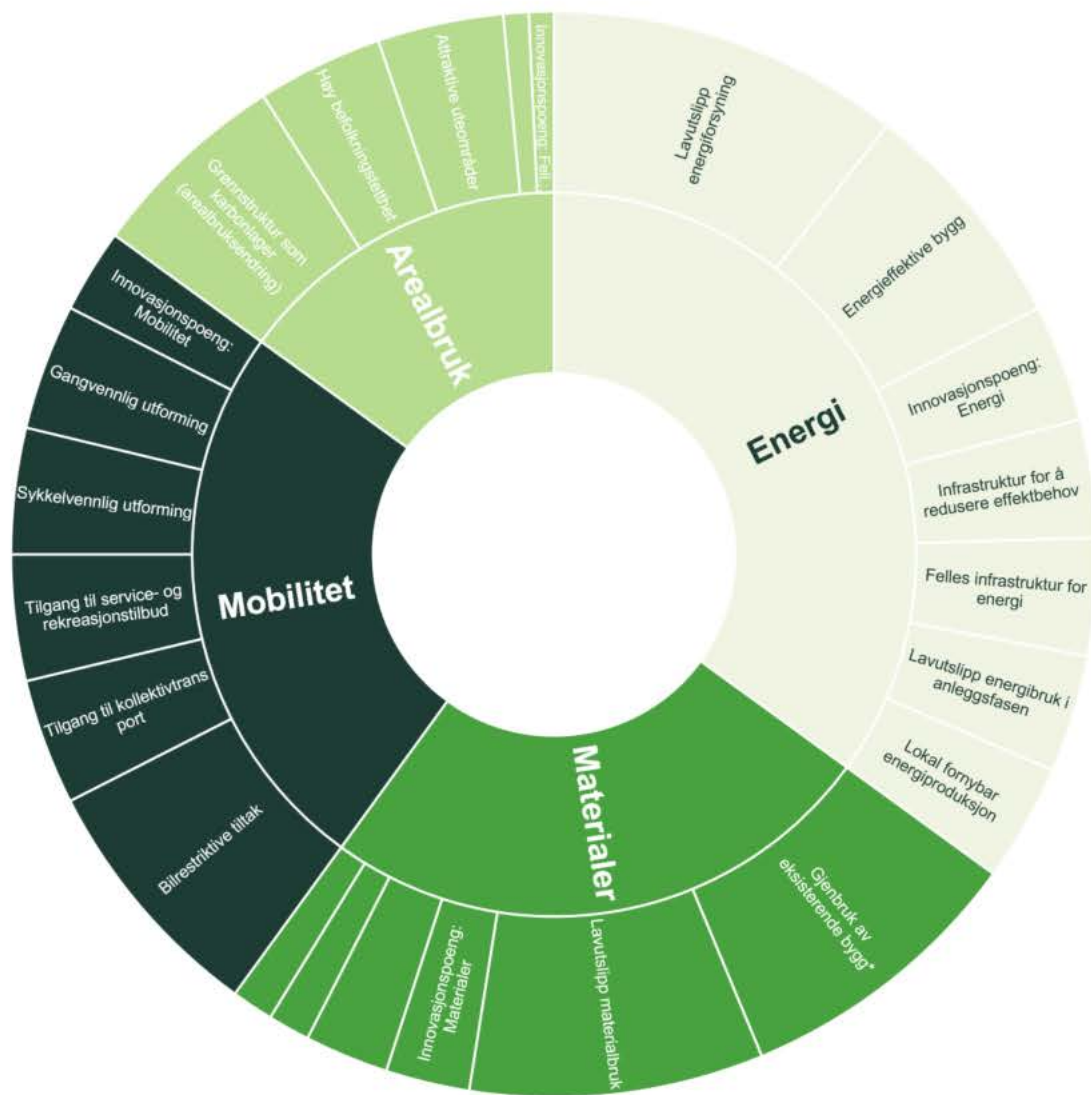 Energi
Lavutslipp
energiforsyning
Energieffektive bygg
Innovasjonspoeng:
Energi
Infrastruktur for å
redusere effektbehov
Felles infrastruktur for
energi
Lavutslipp energibruk i
anleggsfasen
Lokal fornybar
energiproduksjon
Materialer
Gjenbruk av
eksisterende bygg*
Lavutslipp materialbruk
Innovasjonspoeng:
Materialer
Mobilitet
Bilrestriktive tiltak
Tilgang til kollektivtrans
port
Tilgang til service- og
rekreasjonstilbud
Sykkelvennlig utforming
Gangvennlig utforming
Innovasjonspoeng:
Mobilitet
Arealbruk
Grønnstruktur som
karbonlager
(arealbruksendring)
Høy befolkningstetthet
Attraktive uteområder
Innovasjonspoeng: Fell...